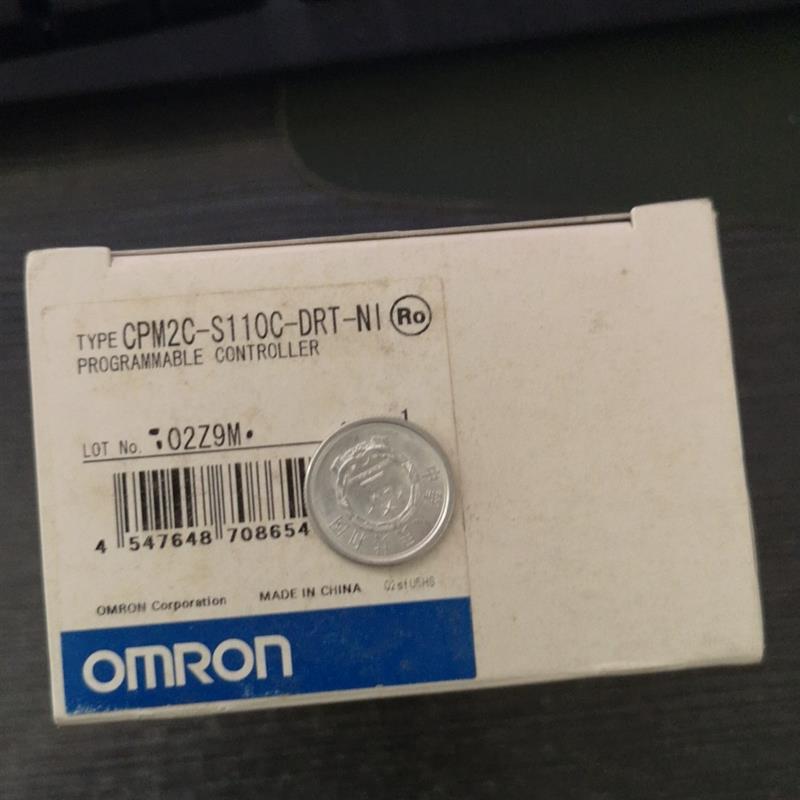 TYPE CPM2C-S110C-DRT-NI Ro
PROGRAMMABLE CONTROLLER
1
LOT No. 02Z9M
4 547648 708654
OMRON Corporation MADE IN CHINA
OMRON